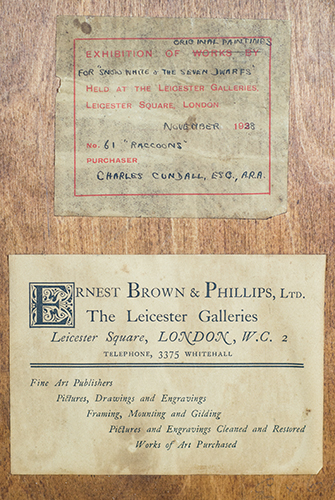 ORIGINAL PAINTINGS
EXHIBITION OF WORKS BY
FOR "SNOW WHITE & THE SEVEN DWARFS"
HELD AT THE LEICESTER GALLERIES
LEICESTER SQUARE, LONDON
NOVEMBER 1938
No. 61 "RACCOONS"
PURCHASER
CHARLES CUNDALL, ESQ., A.R.A.
ERNEST BROWN & PHILLIPS, LTD.
The Leicester Galleries
Leicester Square, LONDON, W.C. 2
TELEPHONE, 3375 WHITEHALL
Fine Art Publishers
Pictures, Drawings and Engravings
Framing, Mounting and Gilding
Pictures and Engravings Cleaned and Restored
Works of Art Purchased